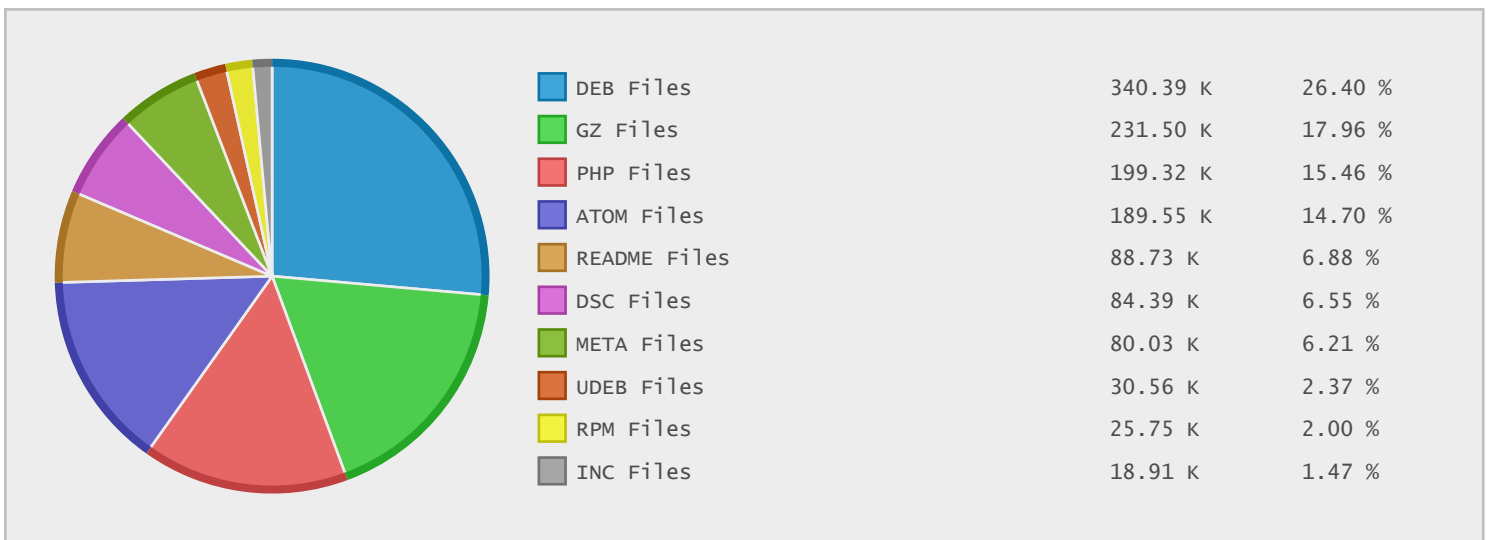 DEB Files 340.39 K 26.40 %
GZ Files 231.50 K 17.96 %
PHP Files 199.32 K 15.46 %
ATOM Files 189.55 K 14.70 %
README Files 88.73 K 6.88 %
DSC Files 84.39 K 6.55 %
META Files 80.03 K 6.21 %
UDEB Files 30.56 K 2.37 %
RPM Files 25.75 K 2.00 %
INC Files 18.91 K 1.47 %